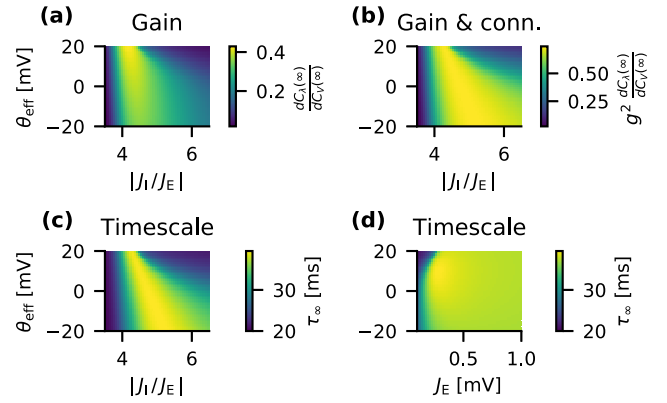 (a) Gain
θeff [mV]
20
0
−20
4 6
|JI/JE|
0.4
0.2
dCλ(∞)
dCV(∞)
(b) Gain & conn.
20
0
−20
4 6
|JI/JE|
0.50
0.25
g² dCλ(∞)
dCV(∞)
(c) Timescale
θeff [mV]
20
0
−20
4 6
|JI/JE|
30
20
τ∞ [ms]
(d) Timescale
20
0
−20
0.5 1.0
JE [mV]
30
20
τ∞ [ms]